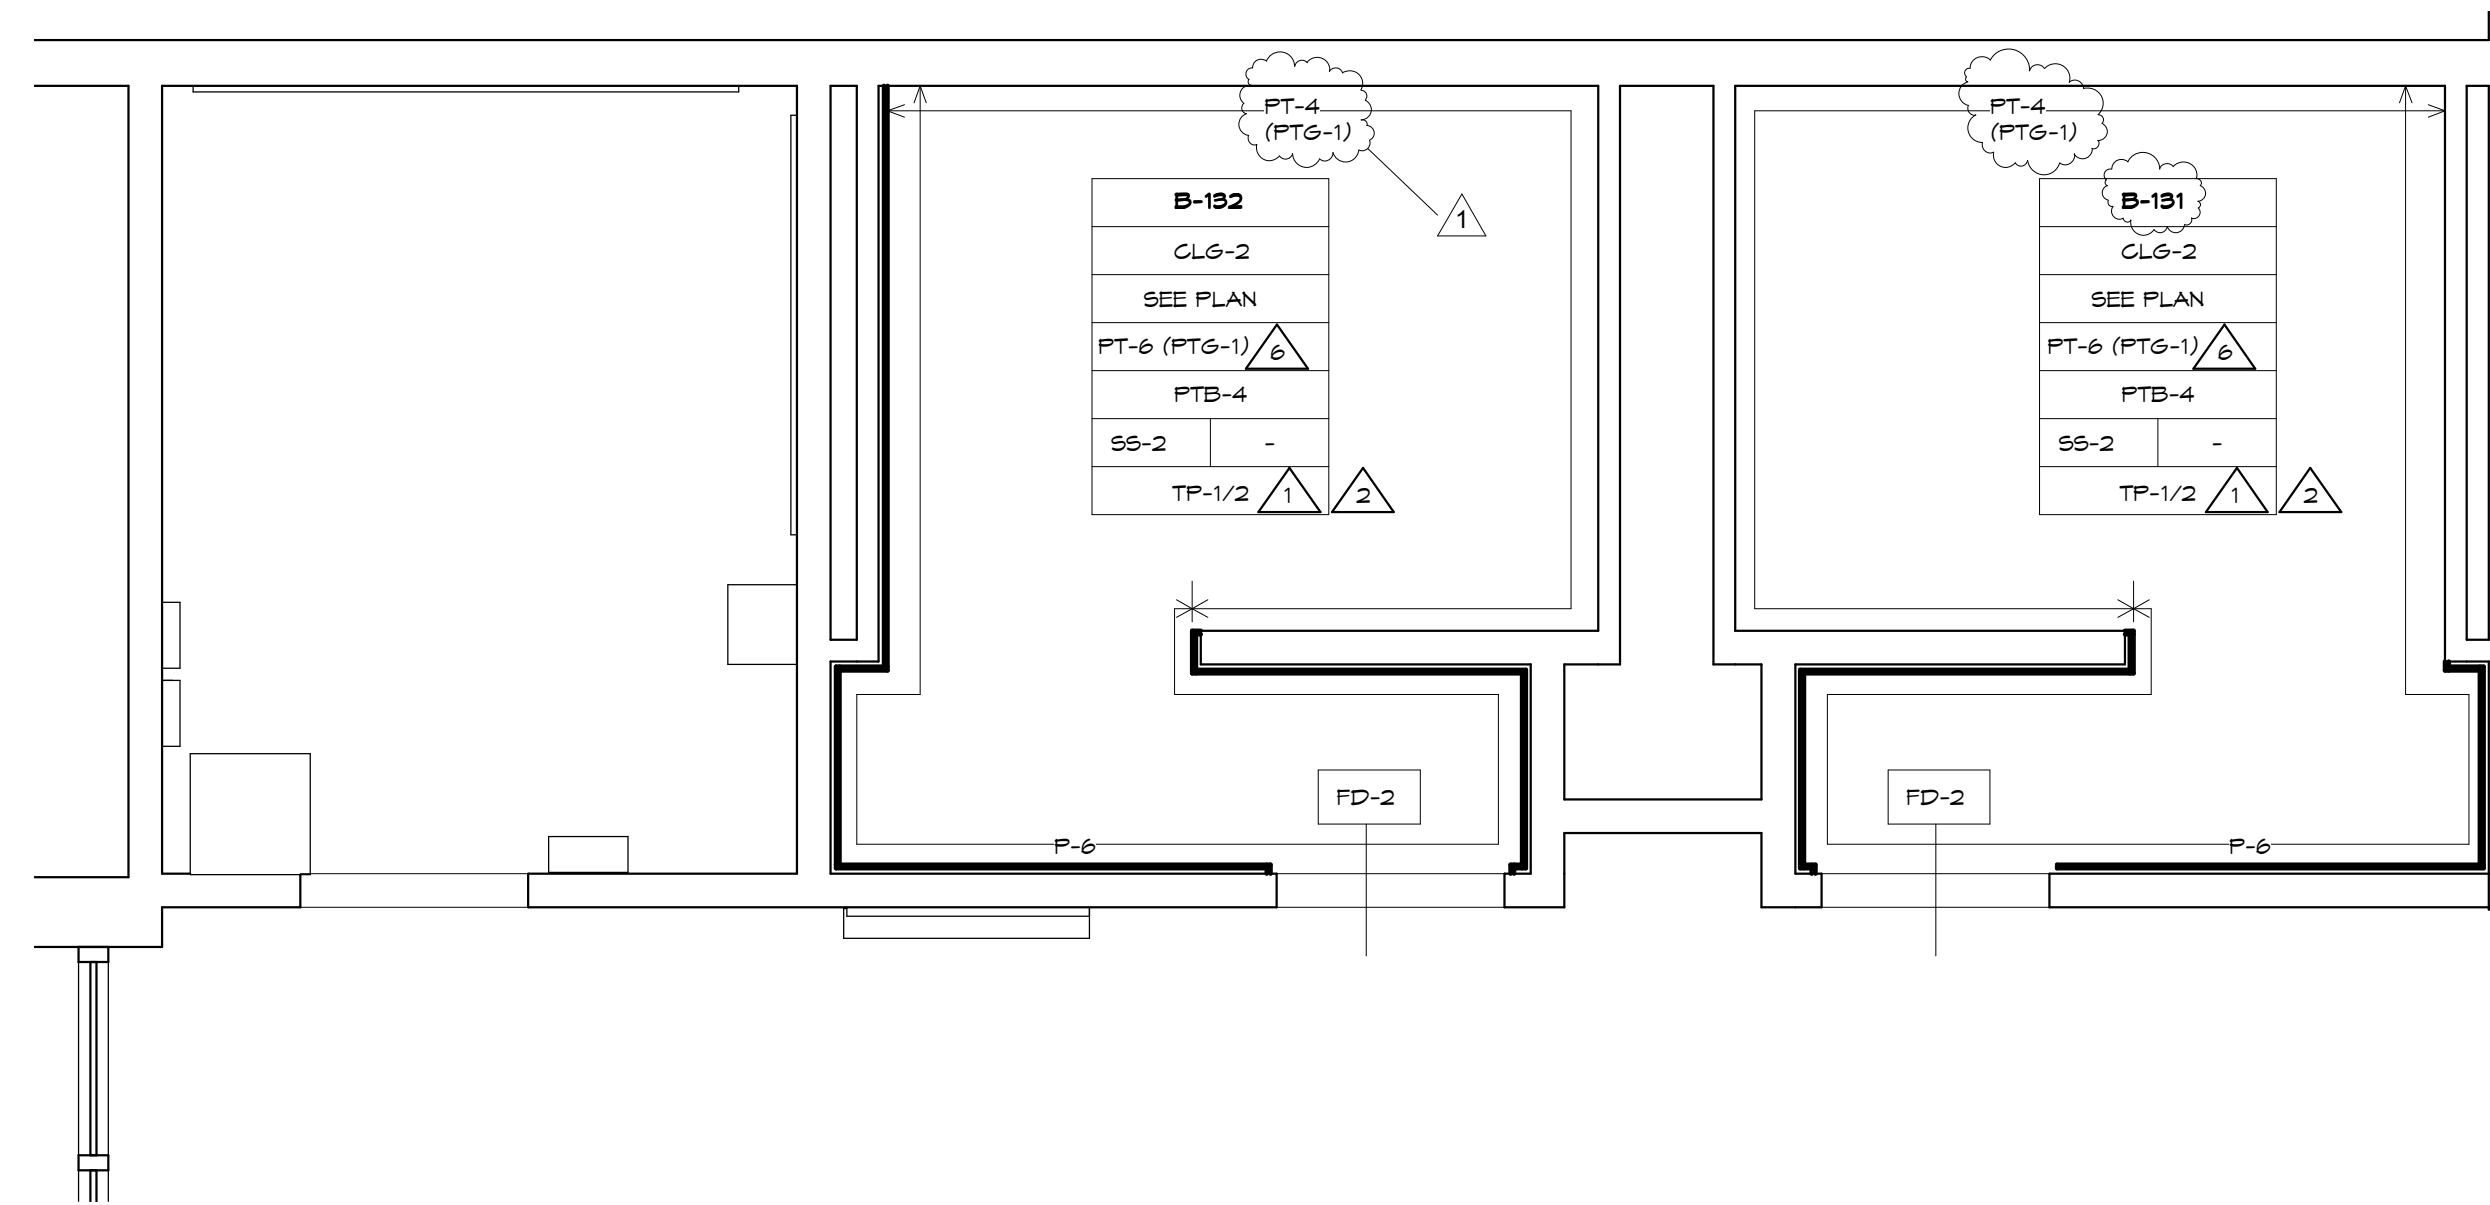 PT-4
(PTG-1)
1
B-132
CLG-2
SEE PLAN
PT-6 (PTG-1) 6
PTB-4
SS-2 -
TP-1/2 1 2
FD-2
P-6
PT-4
(PTG-1)
B-131
CLG-2
SEE PLAN
PT-6 (PTG-1) 6
PTB-4
SS-2 -
TP-1/2 1 2
FD-2
P-6